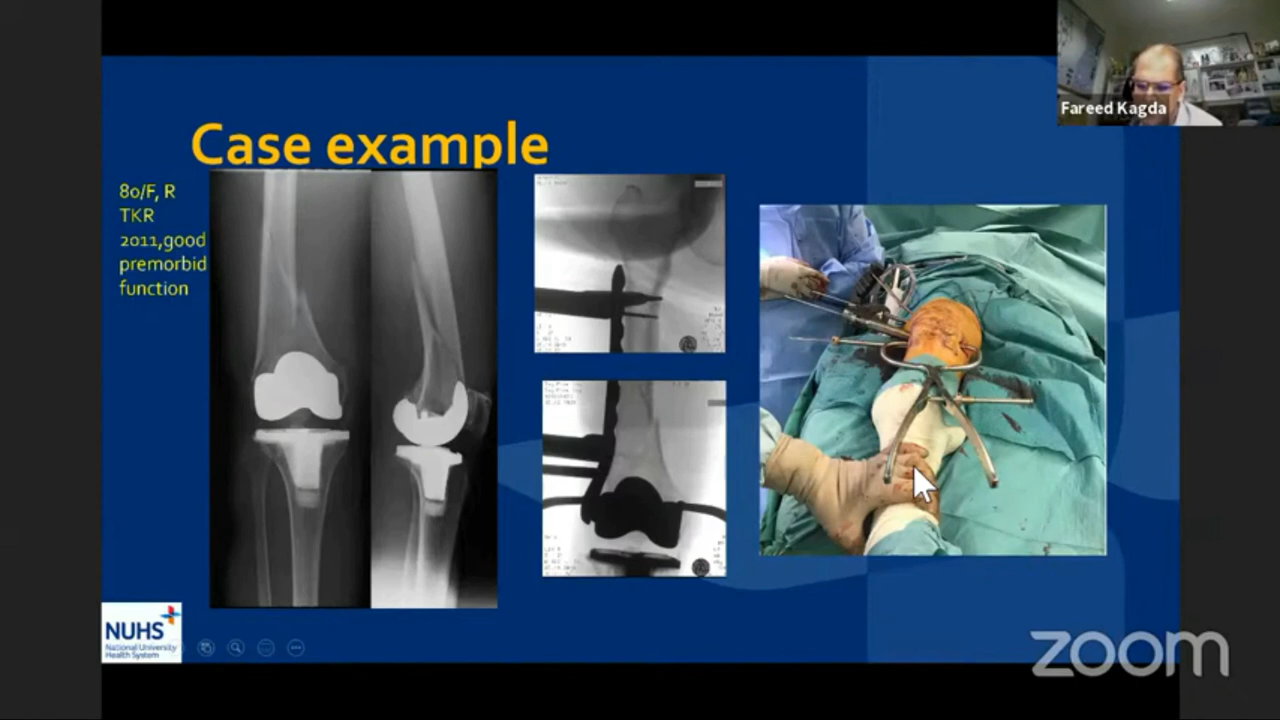 Fareed Kagda
Case example
80/F, R
TKR
2011,good
premorbid
function
NUHS
National University
Health System
zoom